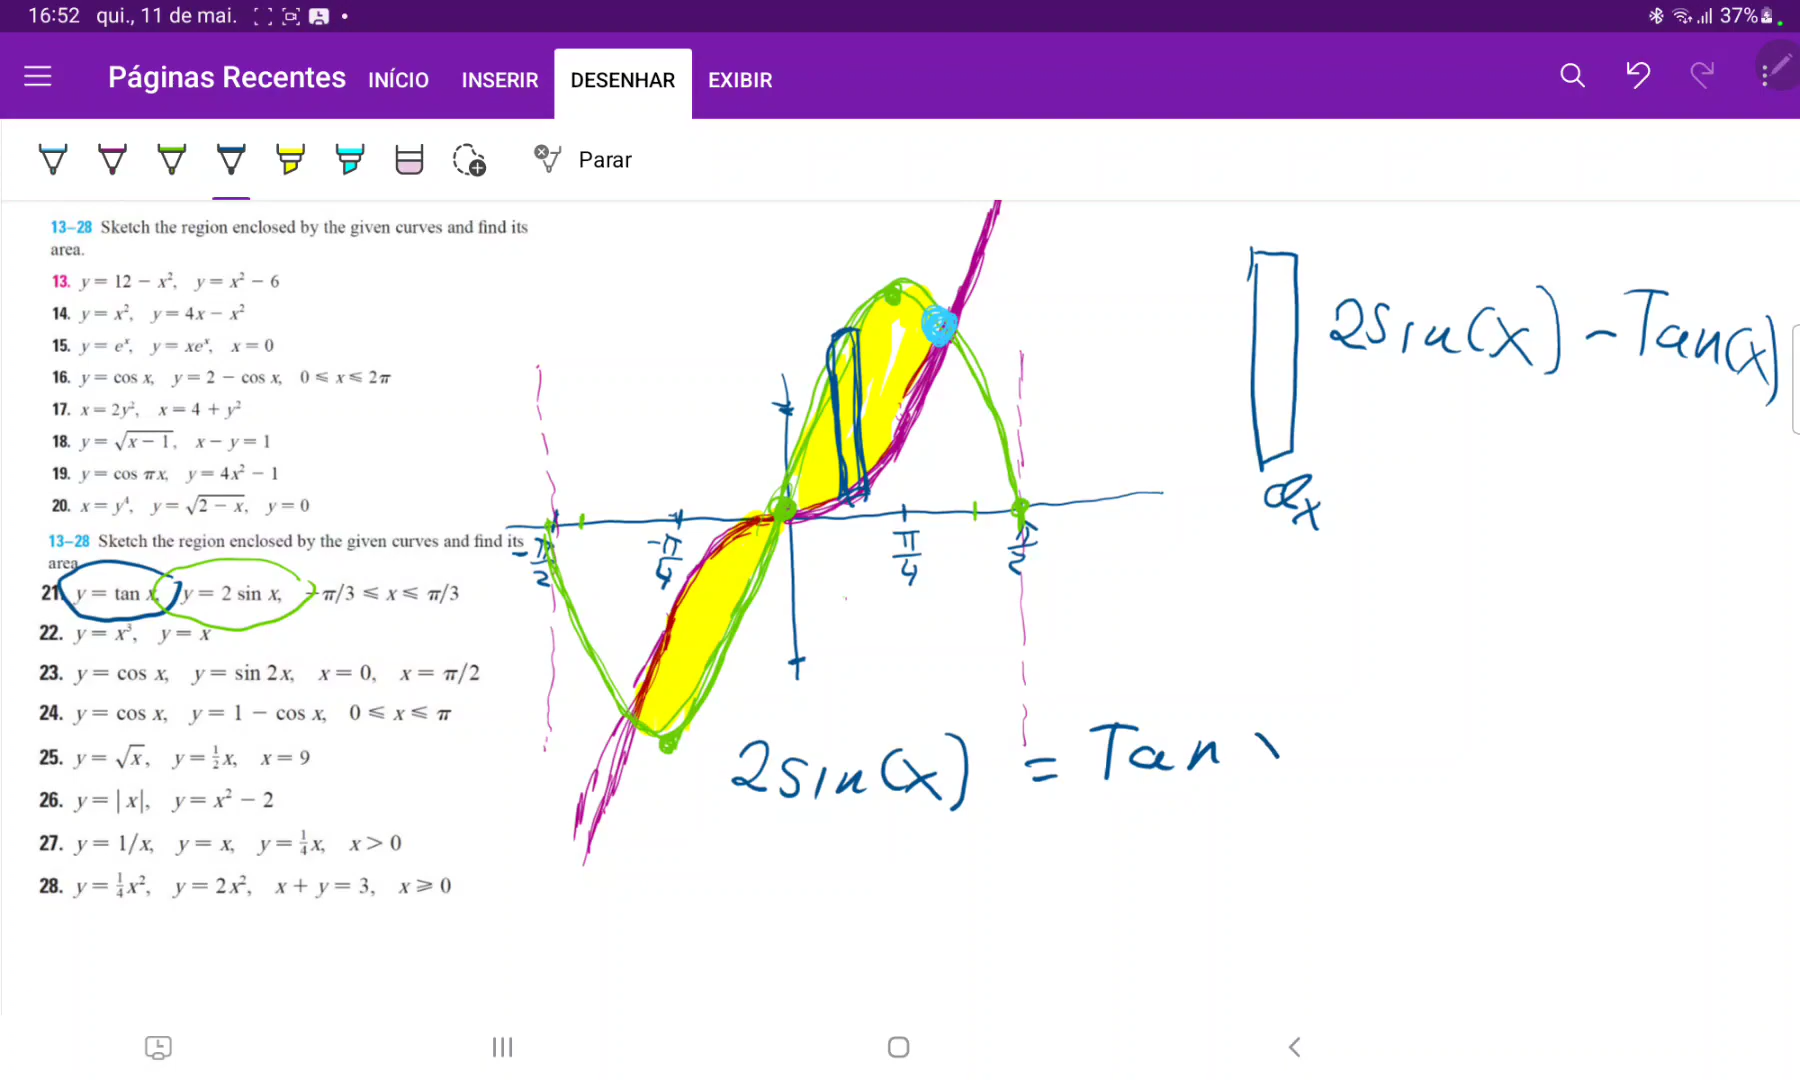 16:52 qui., 11 de mai. 37%
Páginas Recentes INÍCIO INSERIR DESENHAR EXIBIR
Parar
13–28 Sketch the region enclosed by the given curves and find its
area.
13. y = 12 − x², y = x² − 6
14. y = x², y = 4x − x²
15. y = eˣ, y = xeˣ, x = 0
16. y = cos x, y = 2 − cos x, 0 ⩽ x ⩽ 2π
17. x = 2y², x = 4 + y²
18. y = √(x − 1), x − y = 1
19. y = cos πx, y = 4x² − 1
20. x = y⁴, y = √(2 − x), y = 0
13–28 Sketch the region enclosed by the given curves and find its
area
21. y = tan x, y = 2 sin x, −π/3 ⩽ x ⩽ π/3
22. y = x³, y = x
23. y = cos x, y = sin 2x, x = 0, x = π/2
24. y = cos x, y = 1 − cos x, 0 ⩽ x ⩽ π
25. y = √x, y = ½x, x = 9
26. y = |x|, y = x² − 2
27. y = 1/x, y = x, y = ¼x, x > 0
28. y = ¼x², y = 2x², x + y = 3, x ⩾ 0
-π/2
-π/4
π/4
π/2
2sin(x) − Tan(x)
dx
2sin(x) = Tan